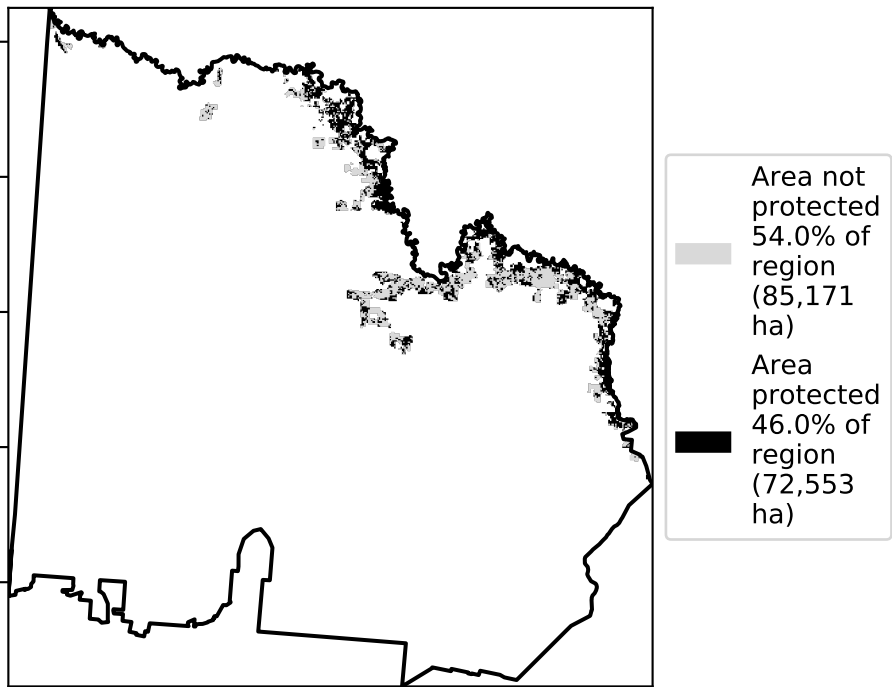 Area not
protected
54.0% of
region
(85,171
ha)
Area
protected
46.0% of
region
(72,553
ha)